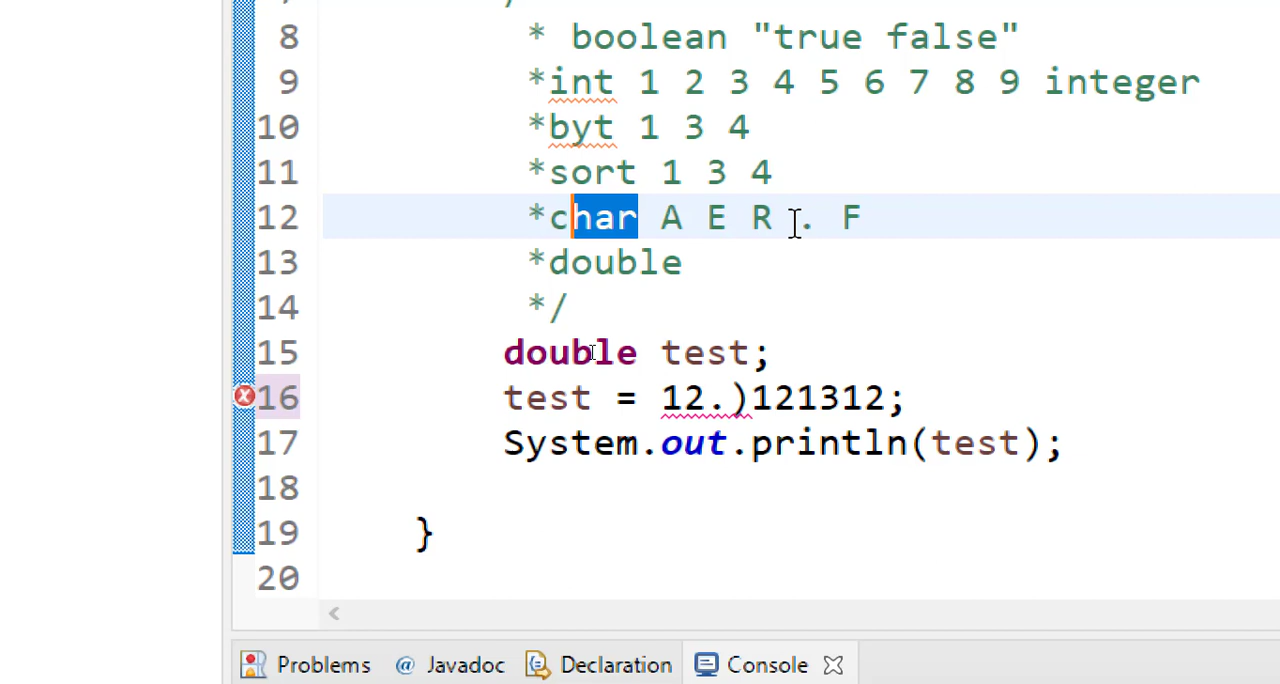 8 * boolean "true false"
9 *int 1 2 3 4 5 6 7 8 9 integer
10 *byt 1 3 4
11 *sort 1 3 4
12 *char A E R . F
13 *double
14 */
15 double test;
16 test = 12.)121312;
17 System.out.println(test);
18
19 }
20
Problems @ Javadoc Declaration Console